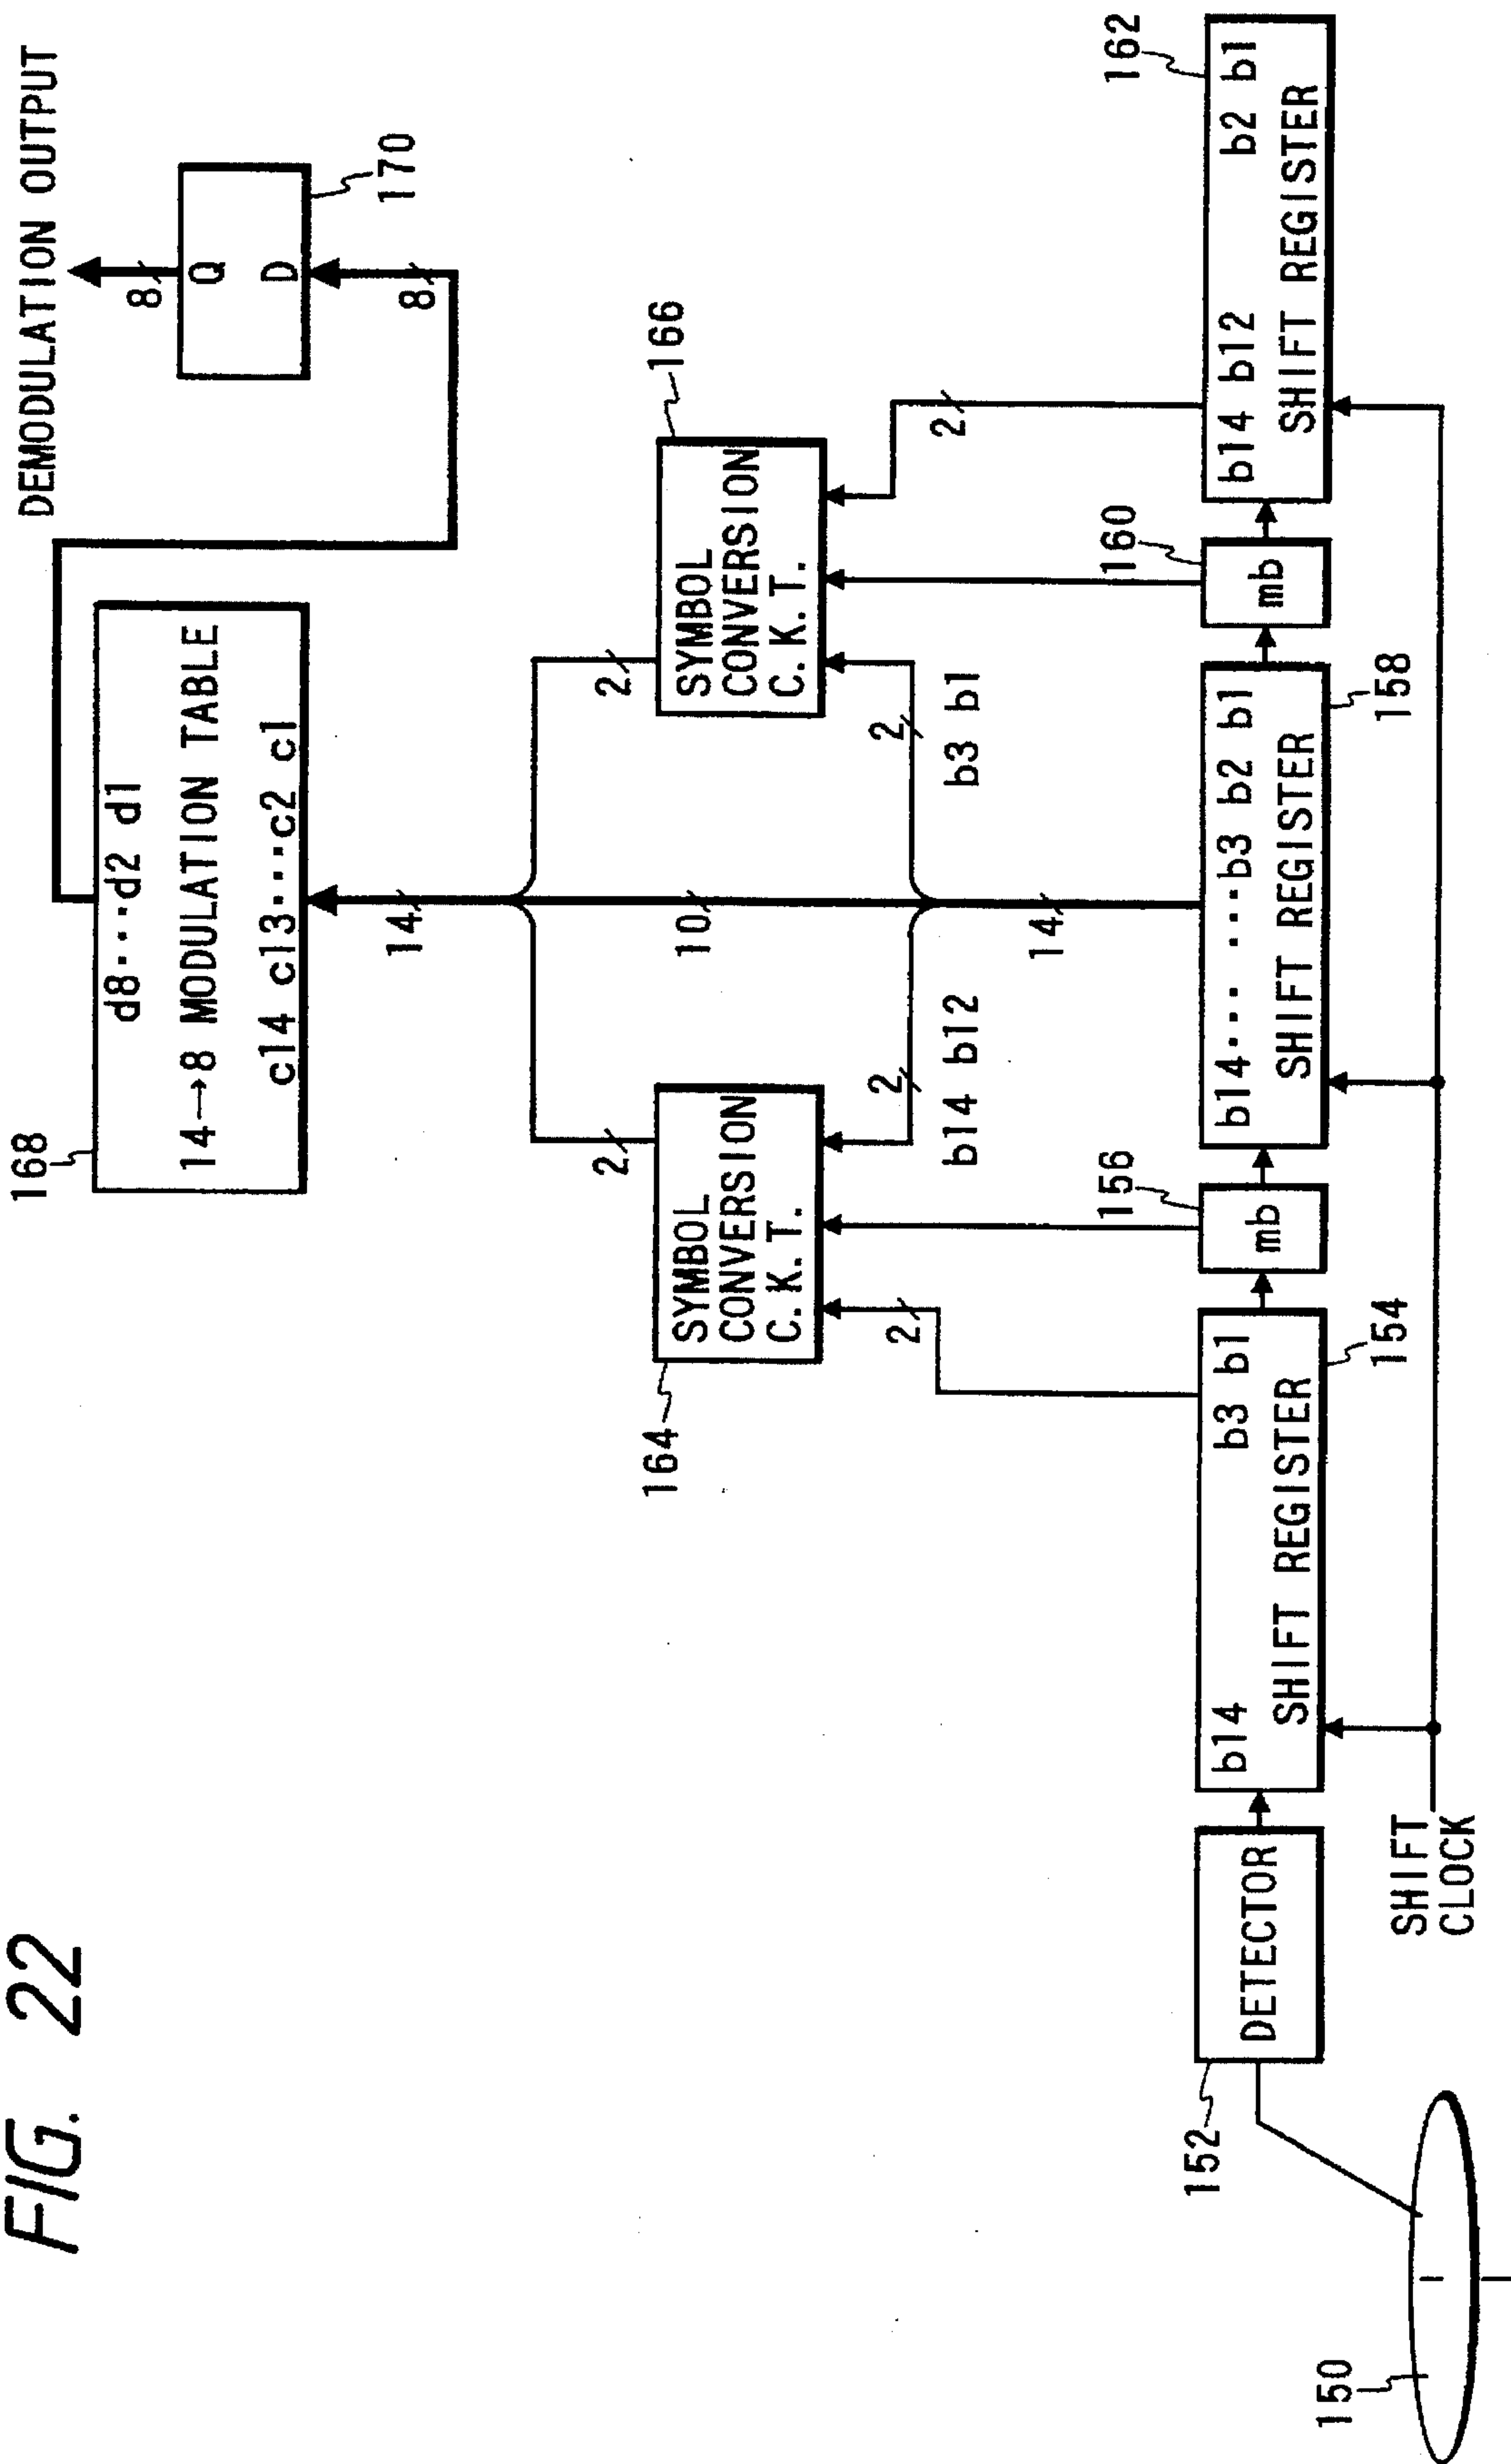 FIG. 22
DEMODULATION OUTPUT
8
Q
D
170
8
168
d8···d2 d1
14→8 MODULATION TABLE
c14 c13···c2 c1
14
2
2
10
164
SYMBOL
CONVERSION
C. K. T.
166
SYMBOL
CONVERSION
C. K. T.
2
2
b14 b12
2
b3 b1
2
14
152
DETECTOR
b14 b3 b1
SHIFT REGISTER
154
156
mb
b14··· ···b3 b2 b1
SHIFT REGISTER
158
160
mb
162
b14 b12 b2 b1
SHIFT REGISTER
SHIFT
CLOCK
150